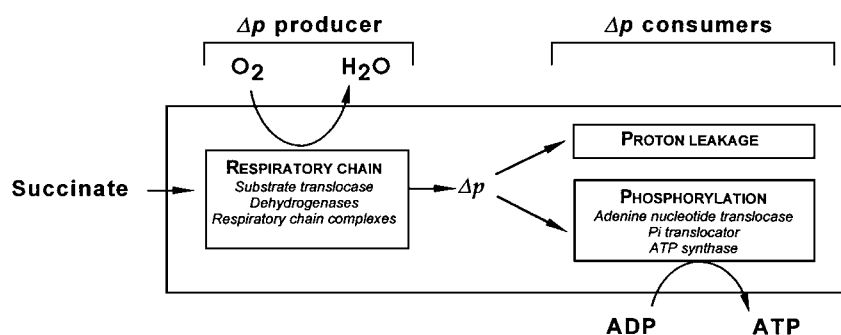 Δp producer
Δp consumers
O2
H2O
RESPIRATORY CHAIN
Substrate translocase
Dehydrogenases
Respiratory chain complexes
Succinate
Δp
PROTON LEAKAGE
PHOSPHORYLATION
Adenine nucleotide translocase
Pi translocator
ATP synthase
ADP
ATP